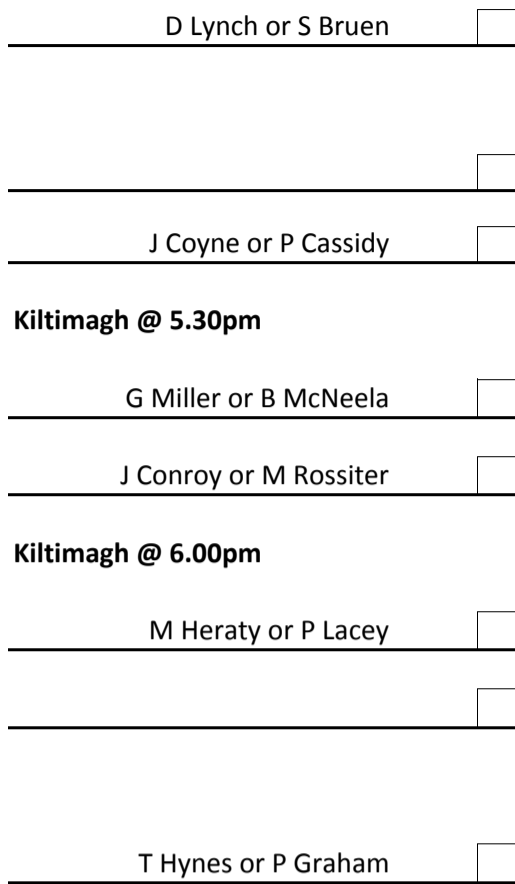 D Lynch or S Bruen
J Coyne or P Cassidy
Kiltimagh @ 5.30pm
G Miller or B McNeela
J Conroy or M Rossiter
Kiltimagh @ 6.00pm
M Heraty or P Lacey
T Hynes or P Graham